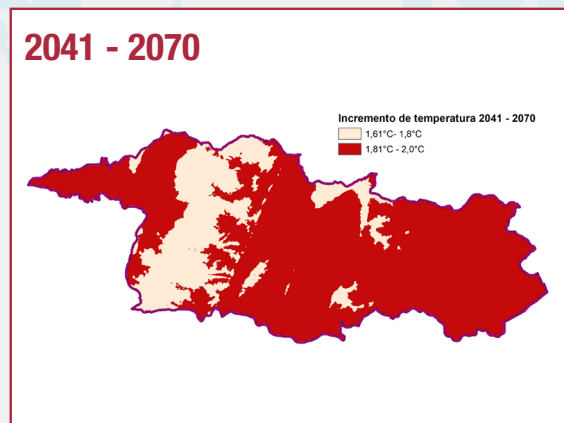 2041 - 2070
Incremento de temperatura 2041 - 2070
1,61°C- 1,8°C
1,81°C - 2,0°C